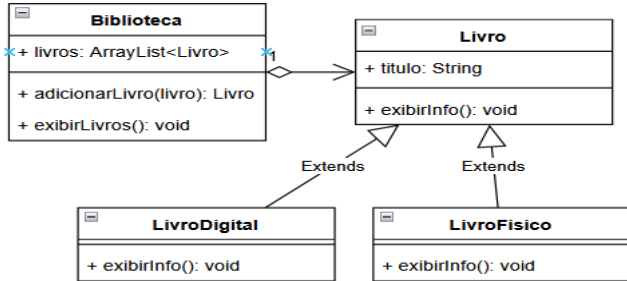 Biblioteca
+ livros: ArrayList<Livro>
1
+ adicionarLivro(livro): Livro
+ exibirLivros(): void
Livro
+ titulo: String
+ exibirInfo(): void
Extends
Extends
LivroDigital
+ exibirInfo(): void
LivroFisico
+ exibirInfo(): void